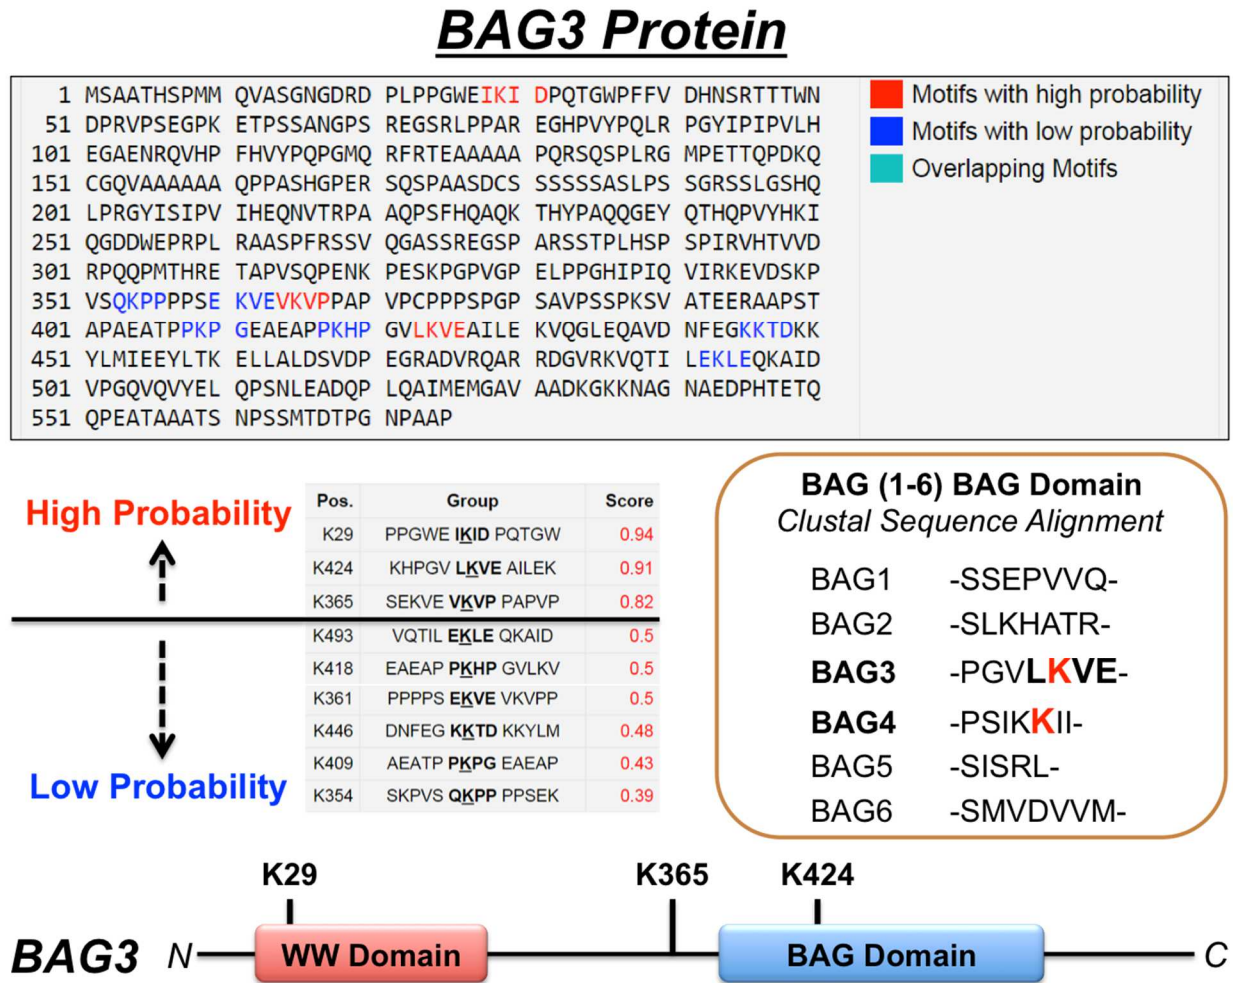 BAG3 Protein
1 MSAATHSPMM QVASGNGDRD PLPPGWEIKI DPQTGWPFFV DHNSRTTTWN
51 DPRVPSEGPK ETPSSANGPS REGSRLPPAR EGHPVYPQLR PGYIPIPVLH
101 EGAENRQVHP FHVYPQPGMQ RFRTEAAAAA PQRSQSPLRG MPETTQPDKQ
151 CGQVAAAAAA QPPASHGPER SQSPAASDCS SSSSSASLPS SGRSSLGSHQ
201 LPRGYISIPV IHEQNVTRPA AQPSFHQAQK THYPAQQGEY QTHQPVYHKI
251 QGDDWEPRPL RAASPFRSSV QGASSREGSP ARSSTPLHSP SPIRVHTVVD
301 RPQQPMTHRE TAPVSQPENK PESKPGPVGP ELPPGHIPIQ VIRKEVDSKP
351 VSQKPPPPSE KVEVKVPPAP VPCPPPSPGP SAVPSSPKSV ATEERAAPST
401 APAEATPPKP GEAEAPPKHP GVLKVEAILE KVQGLEQAVD NFEGKKTDKK
451 YLMIEEYLTK ELLALDSVDP EGRADVRQAR RDGVRKVQTI LEKLEQKAID
501 VPGQVQVYEL QPSNLEADQP LQAIMEMGAV AADKGKKNAG NAEDPHTETQ
551 QPEATAAATS NPSSMTDTPG NPAAP
Motifs with high probability
Motifs with low probability
Overlapping Motifs
High Probability
Low Probability
Pos. Group Score
K29 PPGWE IKID PQTGW 0.94
K424 KHPGV LKVE AILEK 0.91
K365 SEKVE VKVP PAPVP 0.82
K493 VQTIL EKLE QKAID 0.5
K418 EAEAP PKHP GVLKV 0.5
K361 PPPPS EKVE VKVPP 0.5
K446 DNFEG KKTD KKYLM 0.48
K409 AEATP PKPG EAEAP 0.43
K354 SKPVS QKPP PPSEK 0.39
BAG (1-6) BAG Domain
Clustal Sequence Alignment
BAG1 -SSEPVVQ-
BAG2 -SLKHATR-
BAG3 -PGVLKVE-
BAG4 -PSIKKII-
BAG5 -SISRL-
BAG6 -SMVDVVM-
K29 K365 K424
BAG3 N WW Domain BAG Domain C